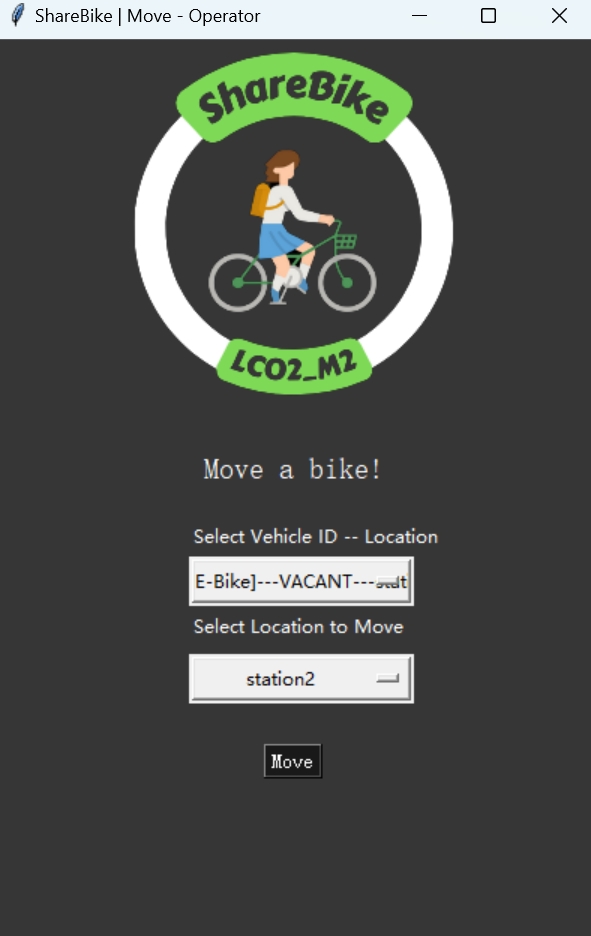 ShareBike | Move - Operator
ShareBike
LCO2_M2
Move a bike!
Select Vehicle ID -- Location
E-Bike]---VACANT---stat
Select Location to Move
station2
Move